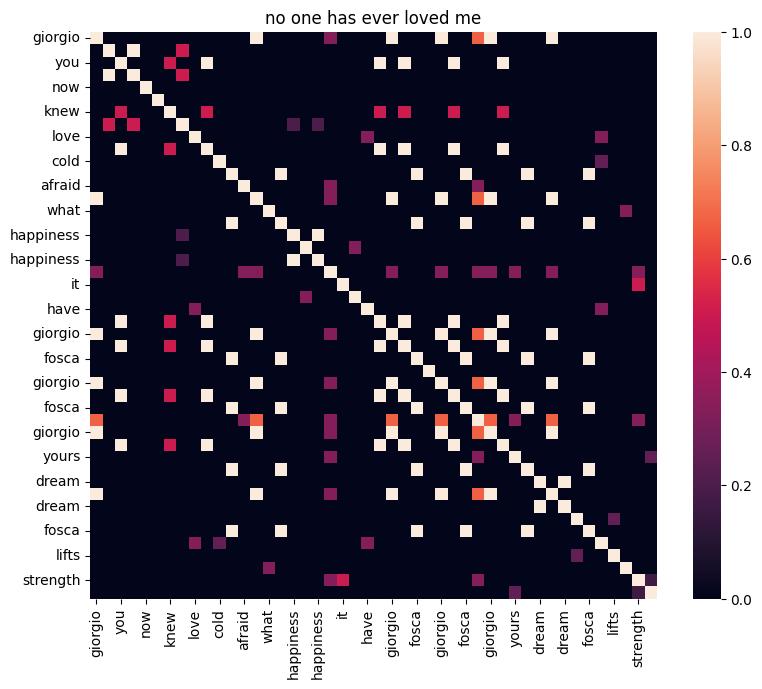 no one has ever loved me
giorgio
you
now
knew
love
cold
afraid
what
happiness
happiness
it
have
giorgio
fosca
giorgio
fosca
giorgio
yours
dream
dream
fosca
lifts
strength
giorgio
you
now
knew
love
cold
afraid
what
happiness
happiness
it
have
giorgio
fosca
giorgio
fosca
giorgio
yours
dream
dream
fosca
lifts
strength
1.0
0.8
0.6
0.4
0.2
0.0